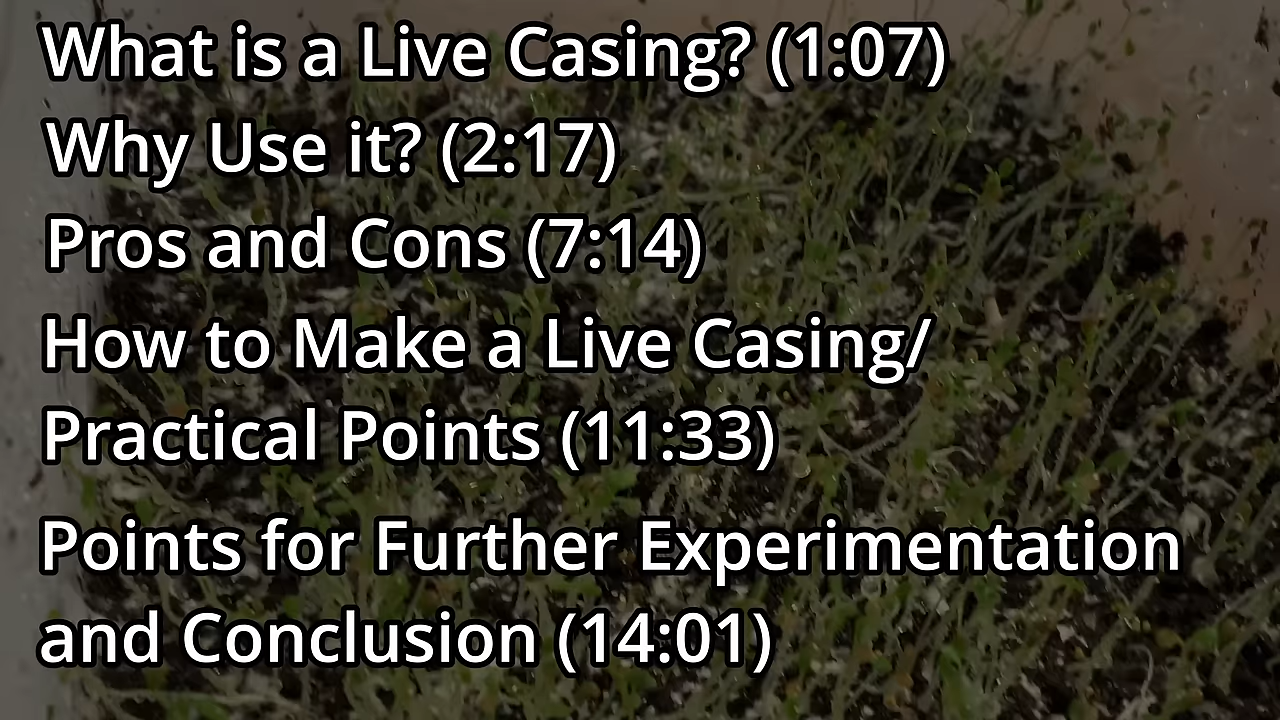 What is a Live Casing? (1:07)
Why Use it? (2:17)
Pros and Cons (7:14)
How to Make a Live Casing/
Practical Points (11:33)
Points for Further Experimentation
and Conclusion (14:01)